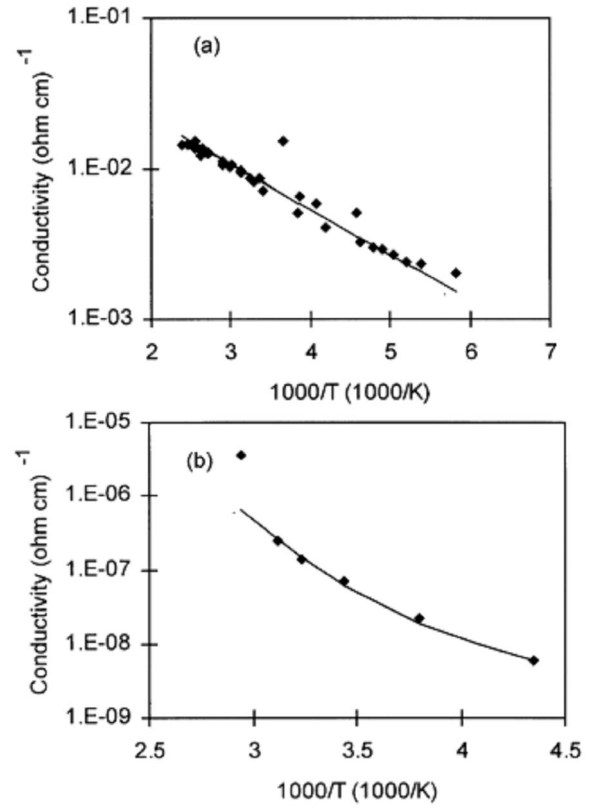 1.E-01
(a)
1.E-02
1.E-03
Conductivity (ohm cm)⁻¹
2 3 4 5 6 7
1000/T (1000/K)
1.E-05
(b)
1.E-06
1.E-07
1.E-08
1.E-09
Conductivity (ohm cm)⁻¹
2.5 3 3.5 4 4.5
1000/T (1000/K)